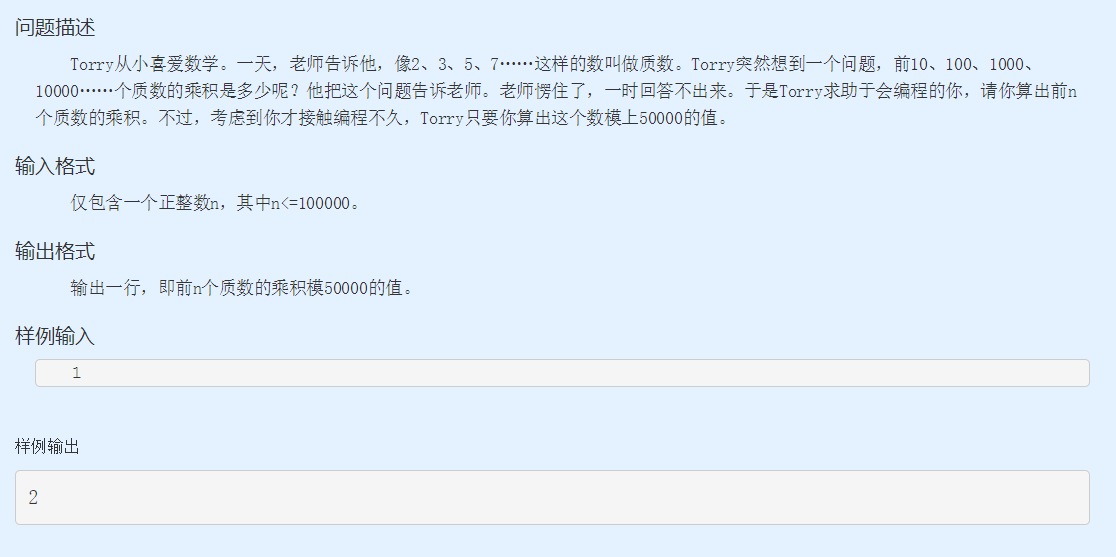 问题描述
Torry从小喜爱数学。一天，老师告诉他，像2、3、5、7……这样的数叫做质数。Torry突然想到一个问题，前10、100、1000、
10000……个质数的乘积是多少呢？他把这个问题告诉老师。老师愣住了，一时回答不出来。于是Torry求助于会编程的你，请你算出前n
个质数的乘积。不过，考虑到你才接触编程不久，Torry只要你算出这个数模上50000的值。
输入格式
仅包含一个正整数n，其中n<=100000。
输出格式
输出一行，即前n个质数的乘积模50000的值。
样例输入
1
样例输出
2